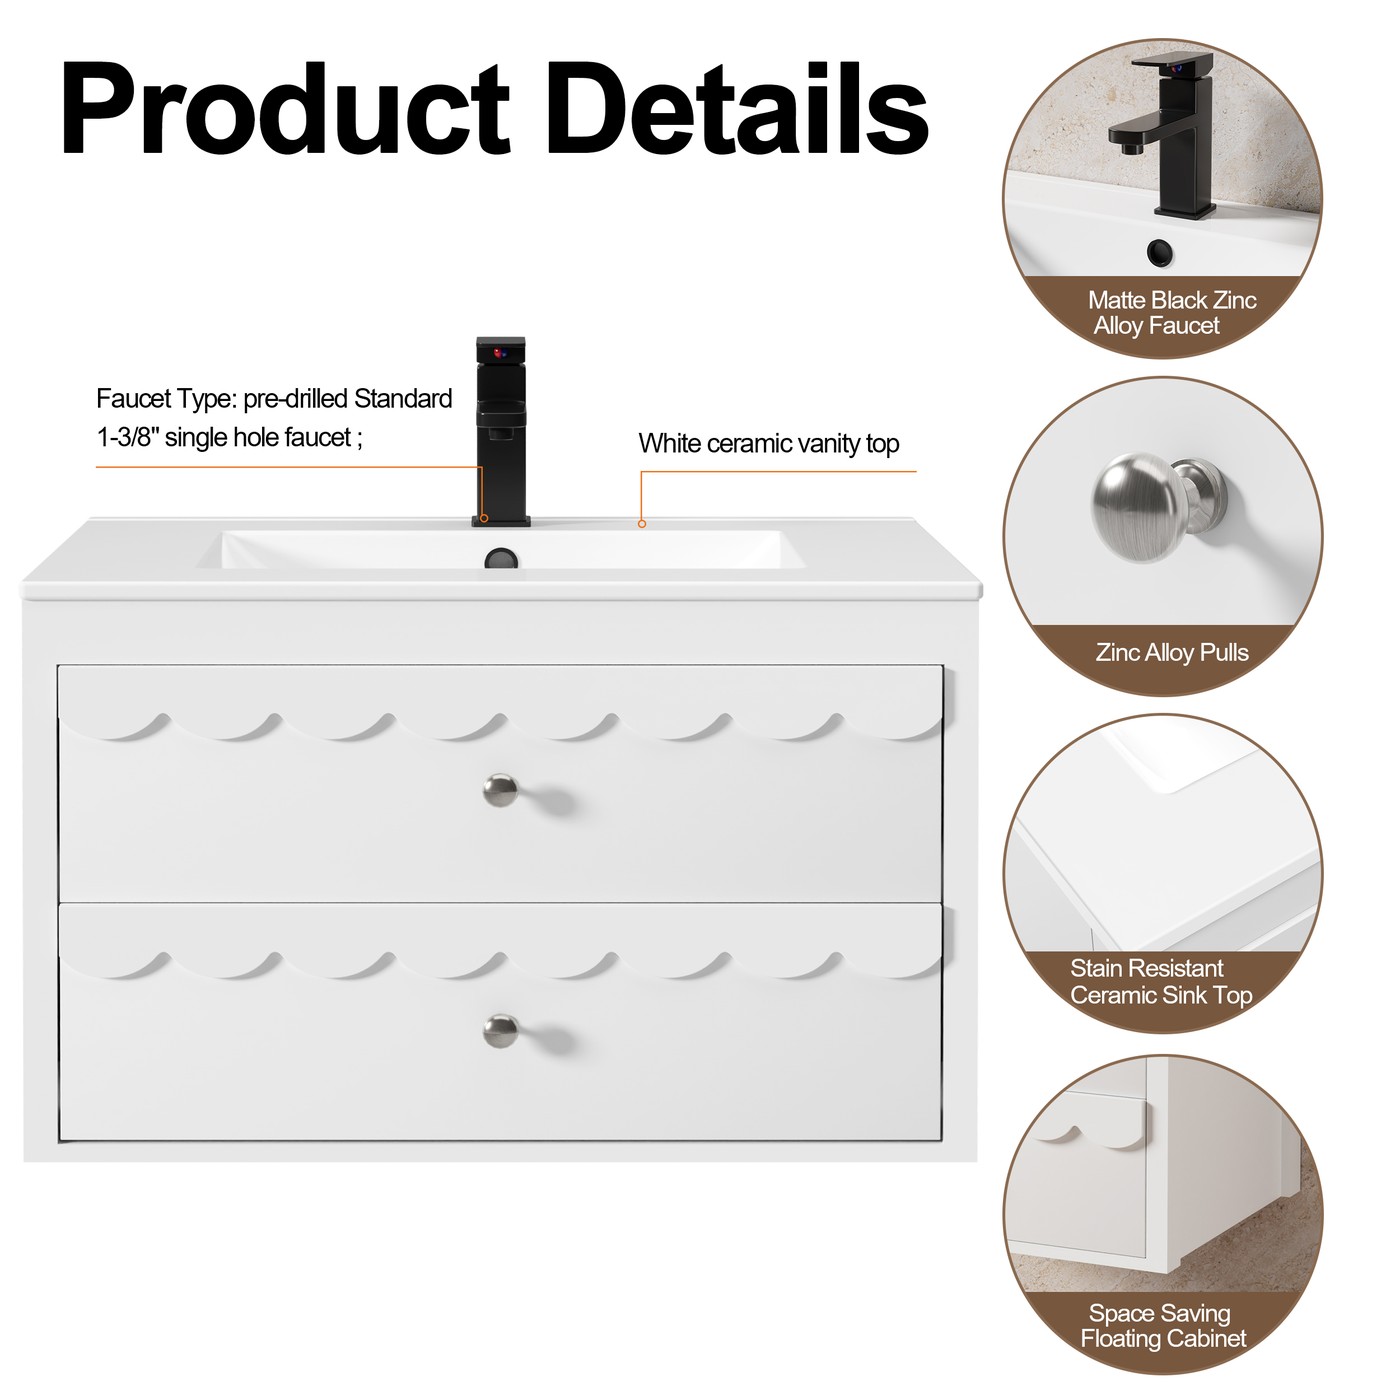 Product Details
Faucet Type: pre-drilled Standard
1-3/8" single hole faucet ;
White ceramic vanity top
Matte Black Zinc
Alloy Faucet
Zinc Alloy Pulls
Stain Resistant
Ceramic Sink Top
Space Saving
Floating Cabinet